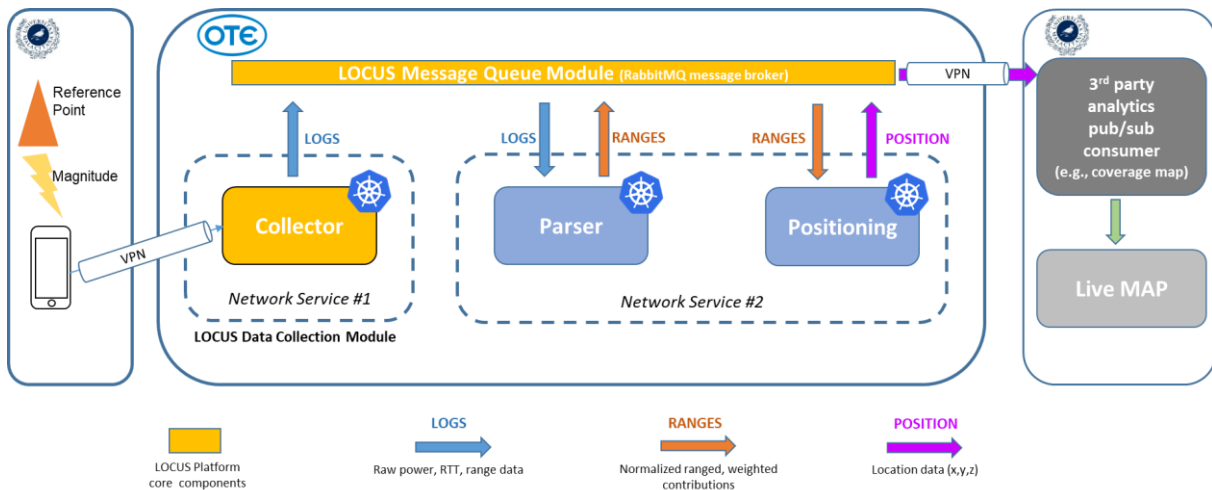 OTE
LOCUS Message Queue Module (RabbitMQ message broker)
VPN
Reference
Point
Magnitude
VPN
LOGS
LOGS
RANGES
RANGES
POSITION
Collector
Parser
Positioning
Network Service #1
Network Service #2
LOCUS Data Collection Module
3rd party
analytics
pub/sub
consumer
(e.g., coverage map)
Live MAP
LOCUS Platform
core components
LOGS
Raw power, RTT, range data
RANGES
Normalized ranged, weighted
contributions
POSITION
Location data (x,y,z)